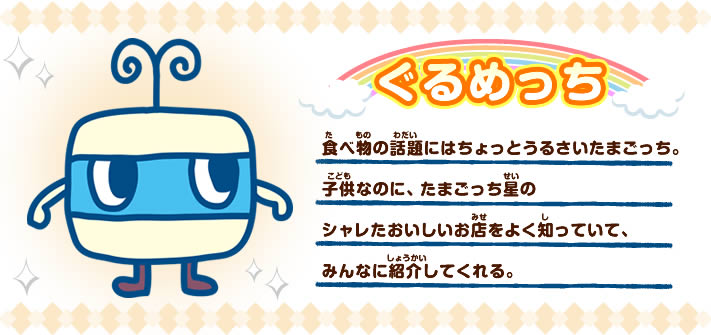 ぐるめっち
食べ物の話題にはちょっとうるさいたまごっち。
子供なのに、たまごっち星の
シャレたおいしいお店をよく知っていて、
みんなに紹介してくれる。